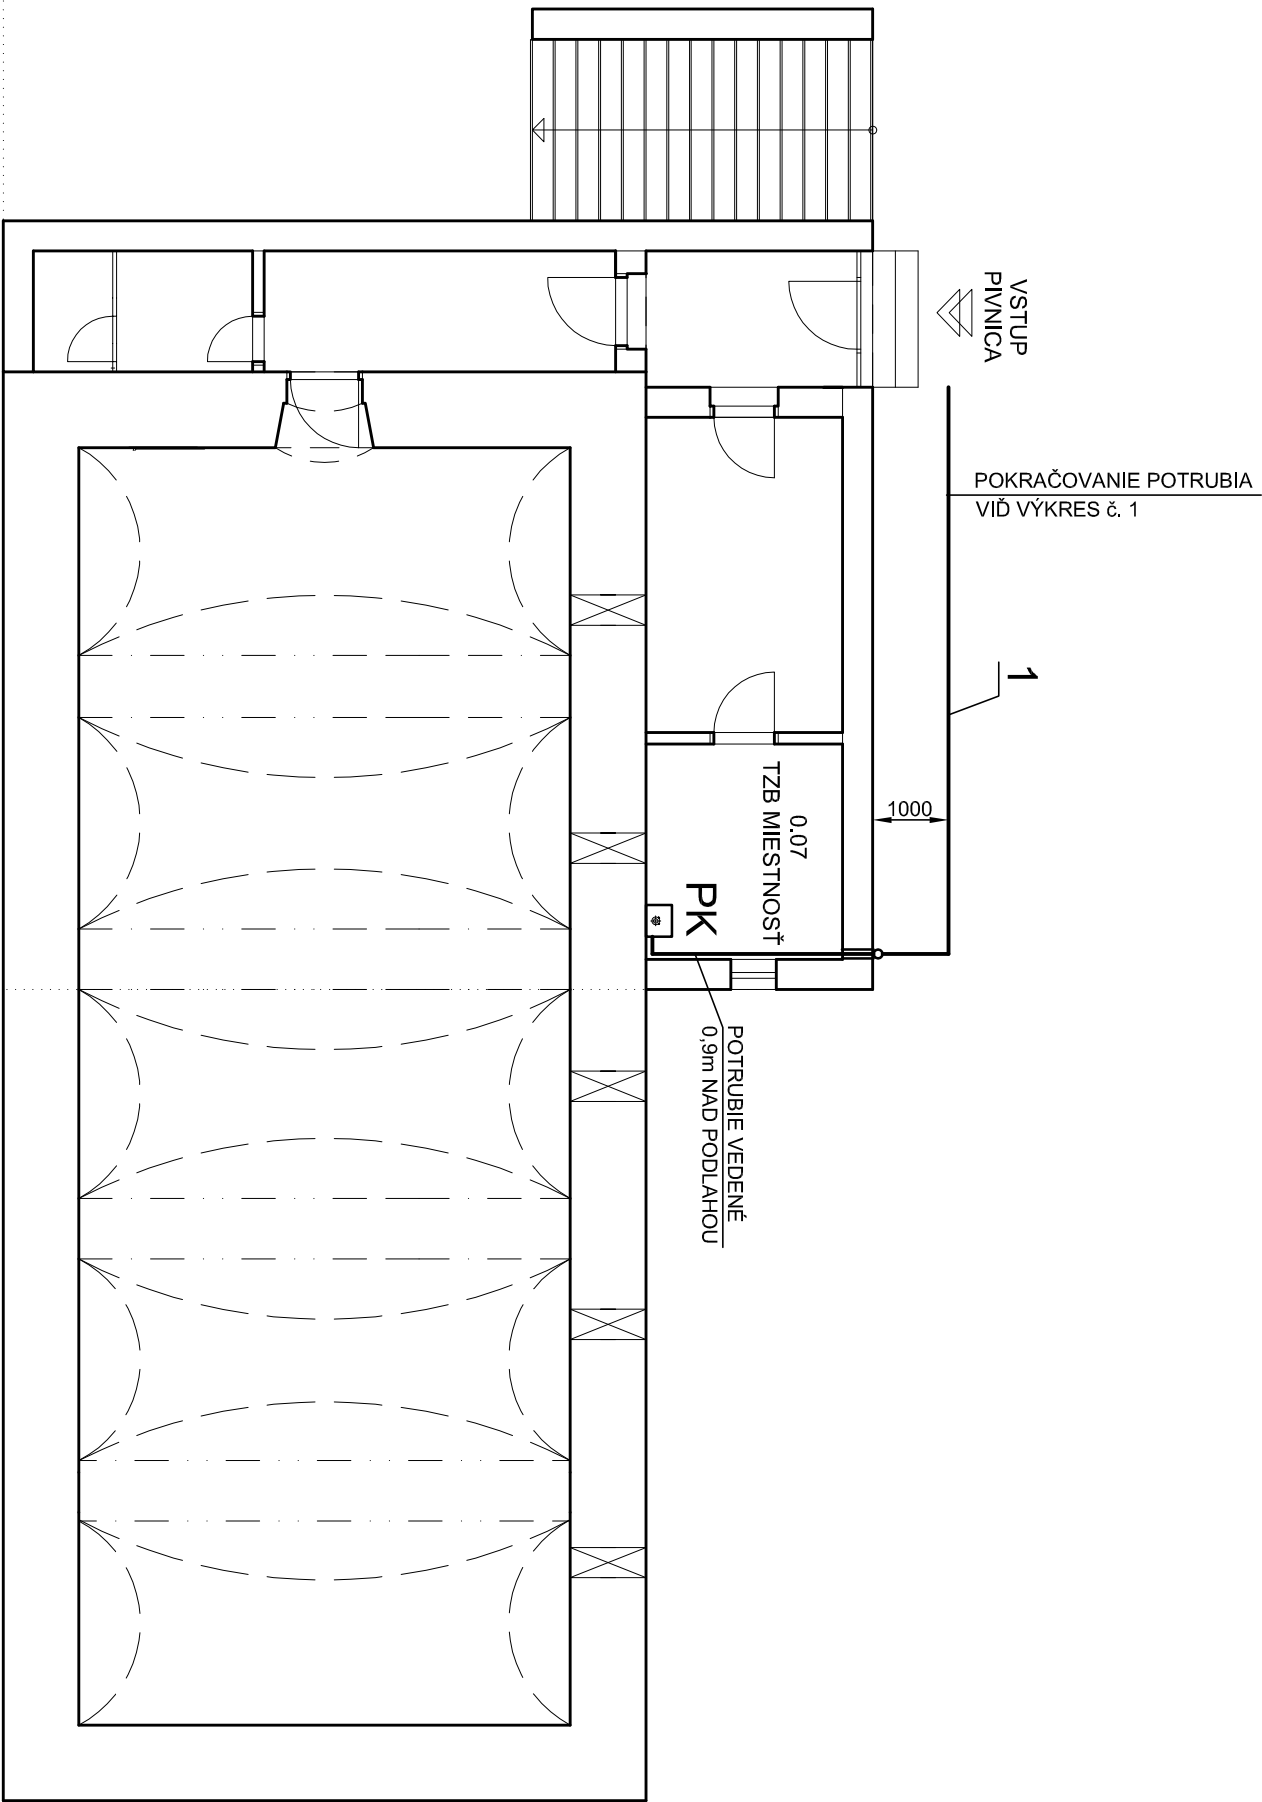 VSTUP
PIVNICA
POKRAČOVANIE POTRUBIA
VIĎ VÝKRES č. 1
1
1000
0.07
TZB MIESTNOSŤ
PK
POTRUBIE VEDENÉ
0,9m NAD PODLAHOU